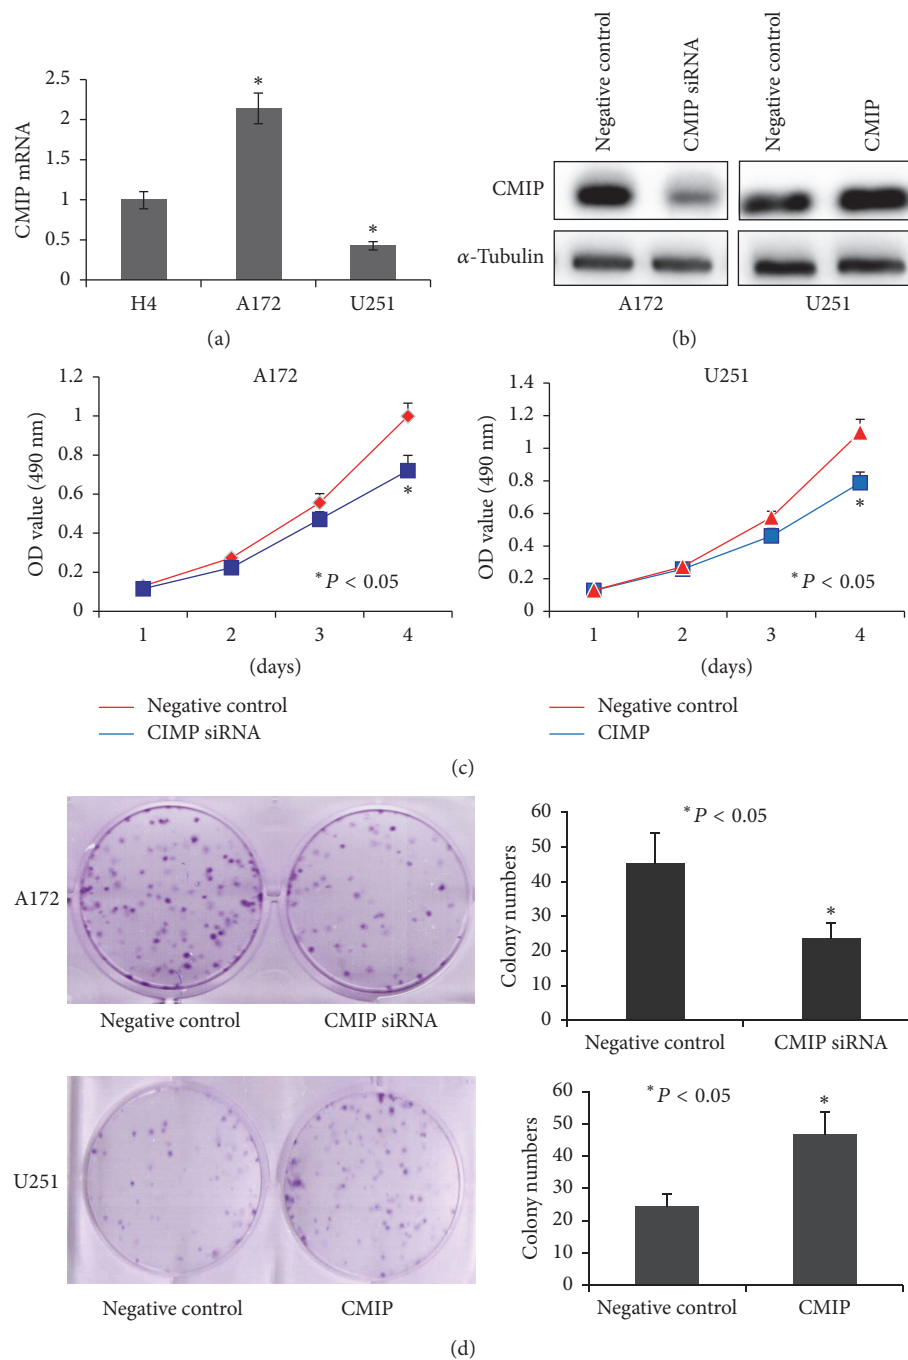 2.5
2
1.5
1
0.5
0
CMIP mRNA
*
*
H4 A172 U251
(a)
Negative control
CMIP siRNA
Negative control
CMIP
CMIP
α-Tubulin
A172 U251
(b)
A172
1.2
1
0.8
0.6
0.4
0.2
0
OD value (490 nm)
*
* P < 0.05
1 2 3 4
(days)
Negative control
CIMP siRNA
U251
1.4
1.2
1
0.8
0.6
0.4
0.2
0
OD value (490 nm)
*
* P < 0.05
1 2 3 4
(days)
Negative control
CIMP
(c)
A172
Negative control CMIP siRNA
60
50
40
30
20
10
0
Colony numbers
* P < 0.05
*
Negative control CMIP siRNA
U251
Negative control CMIP
60
50
40
30
20
10
0
Colony numbers
* P < 0.05
*
Negative control CMIP
(d)